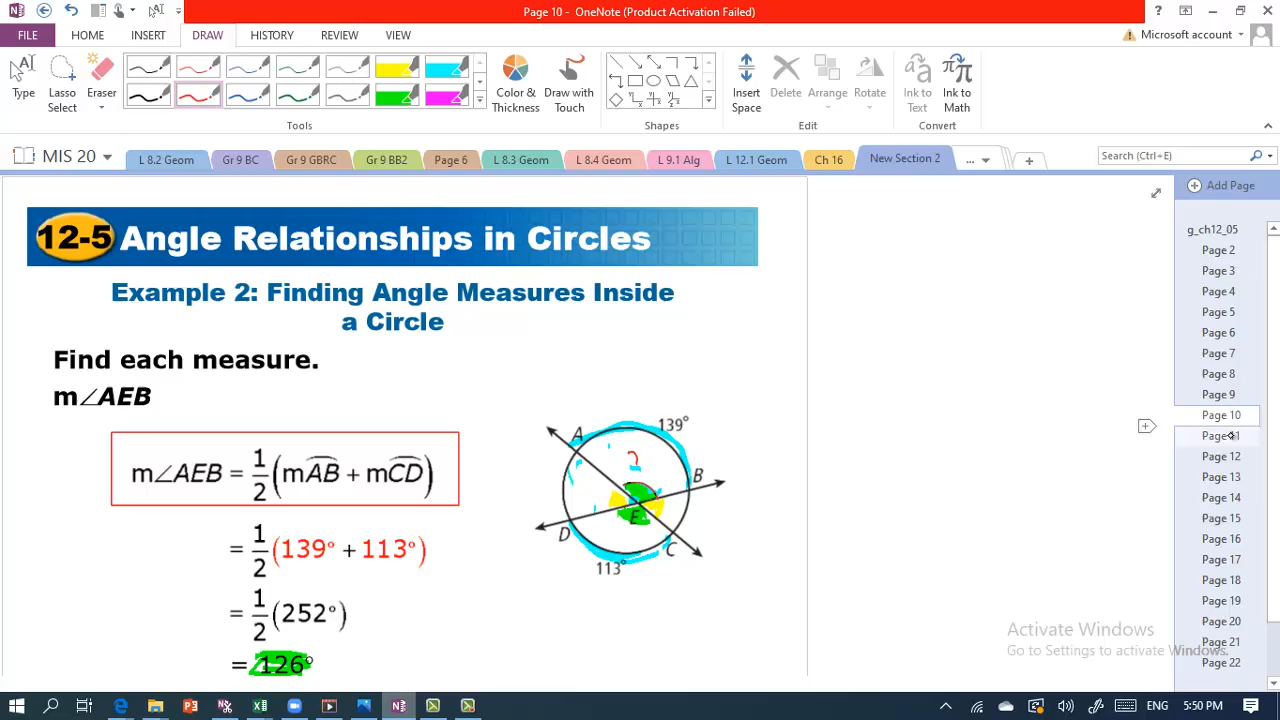 Page 10 - OneNote (Product Activation Failed)
FILE HOME INSERT DRAW HISTORY REVIEW VIEW
Microsoft account
Type
Lasso Select
Eraser
Color & Thickness
Draw with Touch
Insert Space
Delete
Arrange
Rotate
Ink to Text
Ink to Math
Tools
Shapes
Edit
Convert
MIS 20
L 8.2 Geom
Gr 9 BC
Gr 9 GBRC
Gr 9 BB2
Page 6
L 8.3 Geom
L 8.4 Geom
L 9.1 Alg
L 12.1 Geom
Ch 16
New Section 2
...
Search (Ctrl+E)
Add Page
g_ch12_05
Page 2
Page 3
Page 4
Page 5
Page 6
Page 7
Page 8
Page 9
Page 10
Page 11
Page 12
Page 13
Page 14
Page 15
Page 16
Page 17
Page 18
Page 19
Page 20
Page 21
Page 22
12-5 Angle Relationships in Circles
Example 2: Finding Angle Measures Inside
a Circle
Find each measure.
m∠AEB
m∠AEB = 1/2 (mAB + mCD)
= 1/2 (139° + 113°)
= 1/2 (252°)
= 126°
139°
A
?
B
E
D
C
113°
Activate Windows
Go to Settings to activate Windows.
ENG
5:50 PM